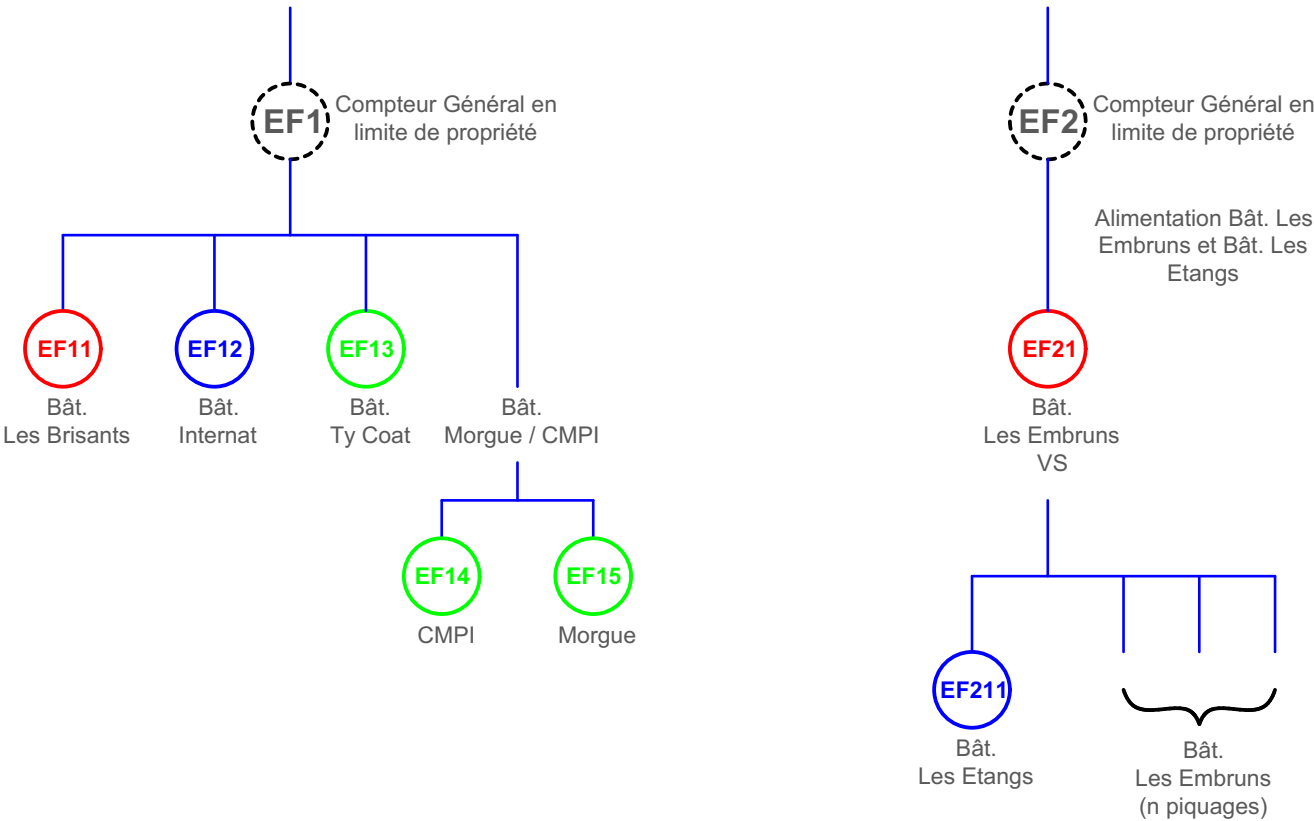 EF1
Compteur Général en
limite de propriété
EF11
Bât.
Les Brisants
EF12
Bât.
Internat
EF13
Bât.
Ty Coat
Bât.
Morgue / CMPI
EF14
CMPI
EF15
Morgue
EF2
Compteur Général en
limite de propriété
Alimentation Bât. Les
Embruns et Bât. Les
Etangs
EF21
Bât.
Les Embruns
VS
EF211
Bât.
Les Etangs
Bât.
Les Embruns
(n piquages)